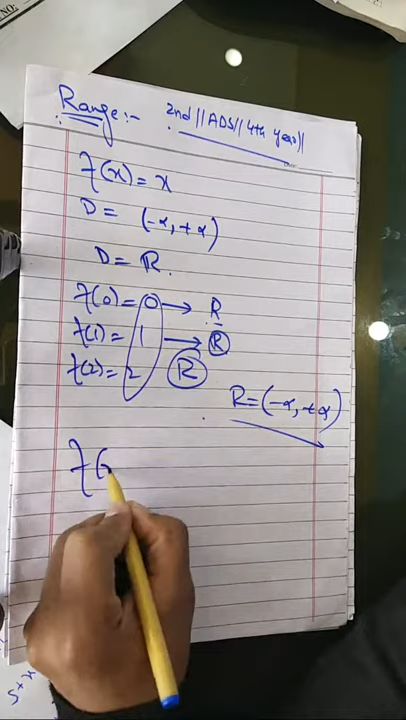 Range:- 2nd || ADS || 4th year ||
f(x) = x
D = (-∝, +∝)
D = R.
f(0) = 0 → R
f(1) = 1 → R
f(2) = 2 R
R = (-∝, +∝)
f(